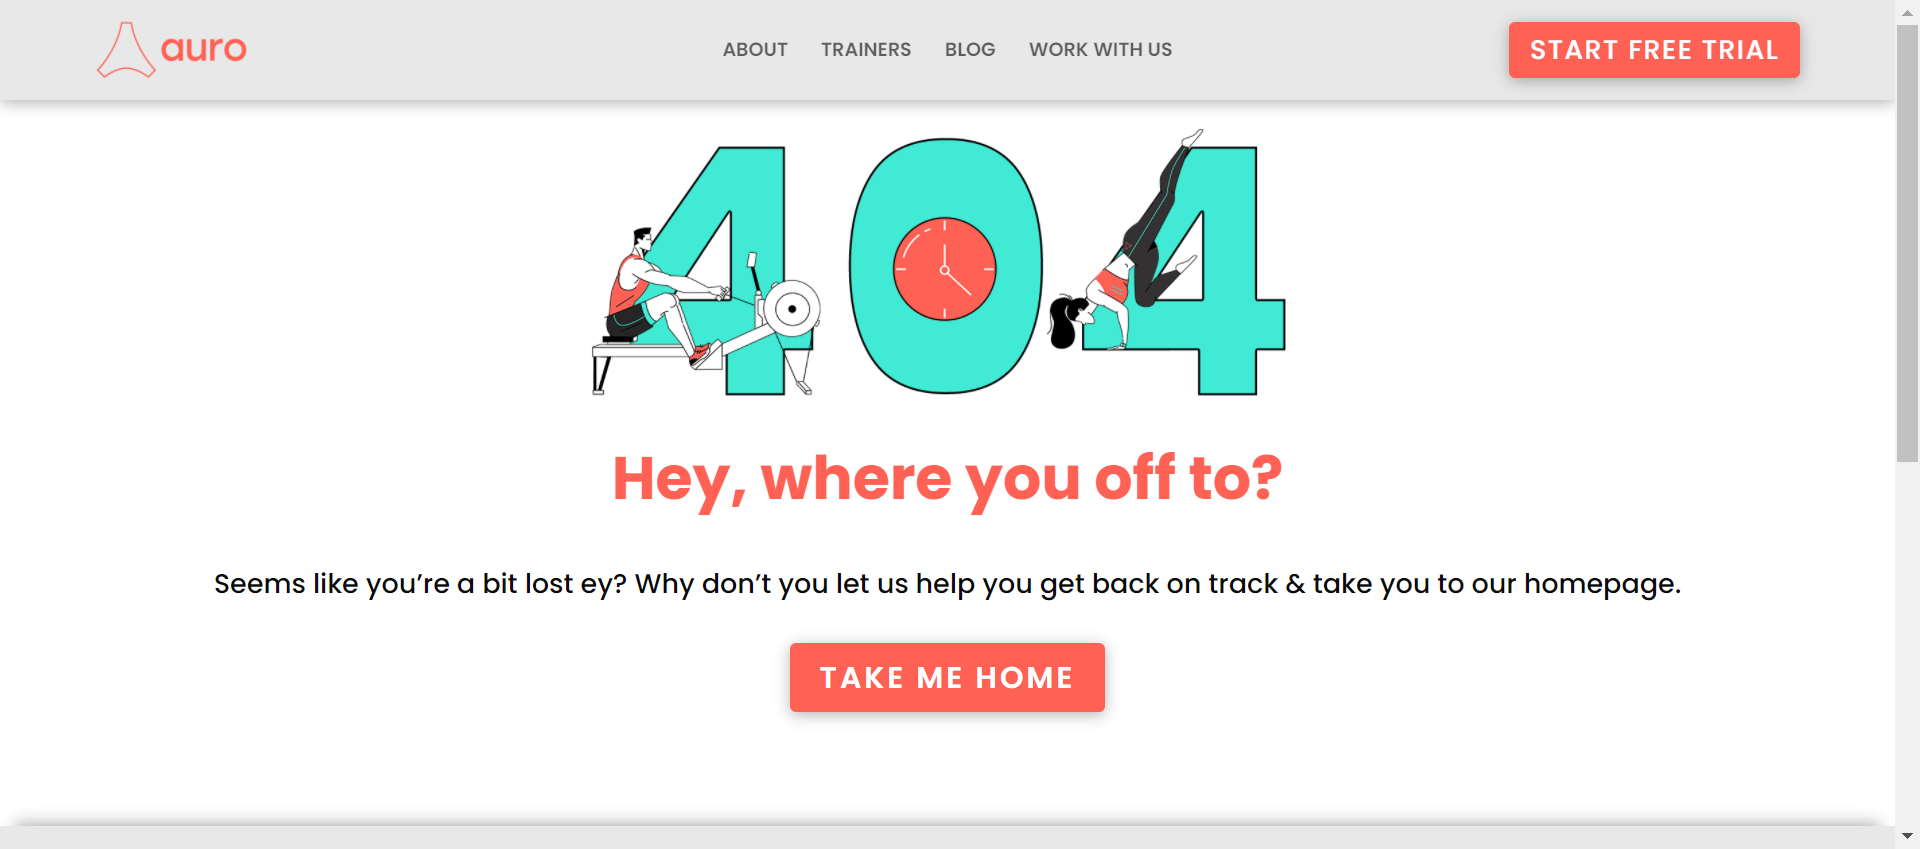 auro
ABOUT TRAINERS BLOG WORK WITH US
START FREE TRIAL
404
Hey, where you off to?
Seems like you’re a bit lost ey? Why don’t you let us help you get back on track & take you to our homepage.
TAKE ME HOME